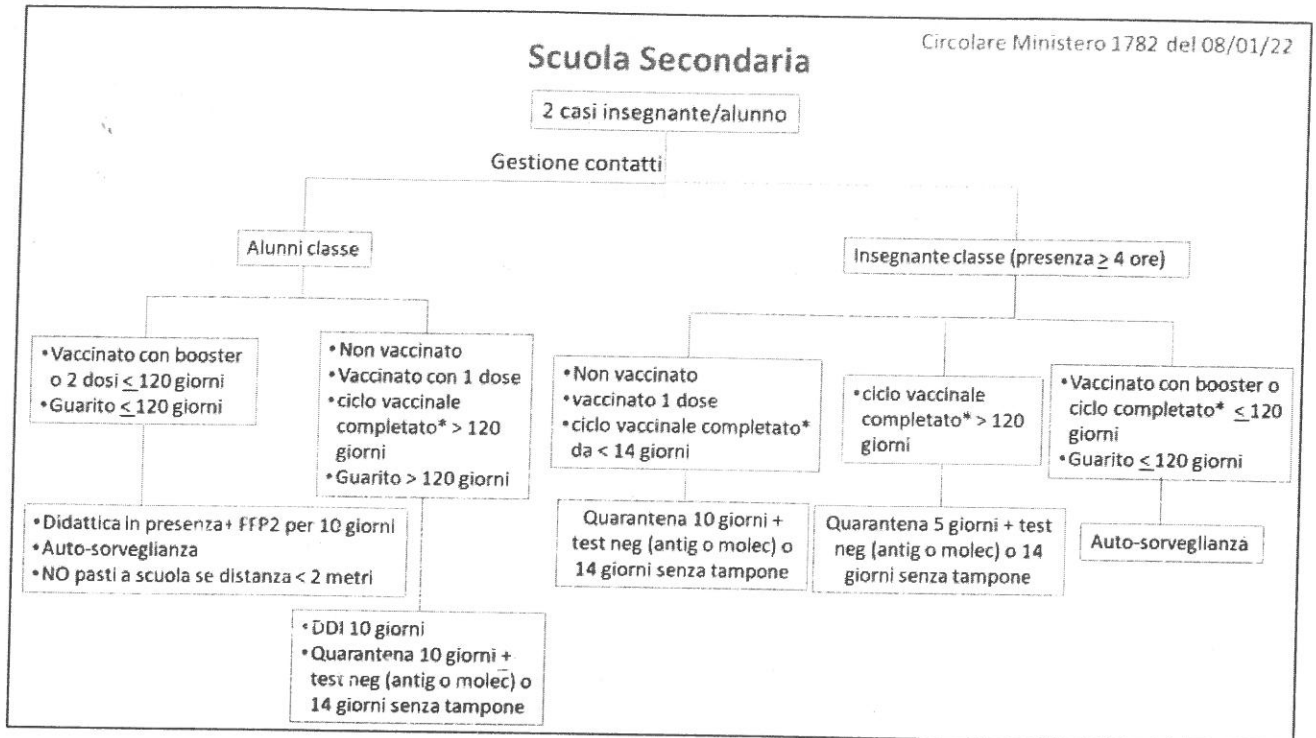 Circolare Ministero 1782 del 08/01/22
Scuola Secondaria
2 casi insegnante/alunno
Gestione contatti
Alunni classe
Insegnante classe (presenza ≥ 4 ore)
•Vaccinato con booster
o 2 dosi ≤ 120 giorni
•Guarito ≤ 120 giorni
•Non vaccinato
•Vaccinato con 1 dose
•ciclo vaccinale
completato* > 120
giorni
•Guarito > 120 giorni
•Non vaccinato
•vaccinato 1 dose
•ciclo vaccinale completato*
da < 14 giorni
•ciclo vaccinale
completato* > 120
giorni
•Vaccinato con booster o
ciclo completato* ≤ 120
giorni
•Guarito ≤ 120 giorni
•Didattica in presenza+ FFP2 per 10 giorni
•Auto-sorveglianza
•NO pasti a scuola se distanza < 2 metri
•DDI 10 giorni
•Quarantena 10 giorni +
test neg (antig o molec) o
14 giorni senza tampone
Quarantena 10 giorni +
test neg (antig o molec) o
14 giorni senza tampone
Quarantena 5 giorni + test
neg (antig o molec) o 14
giorni senza tampone
Auto-sorveglianza